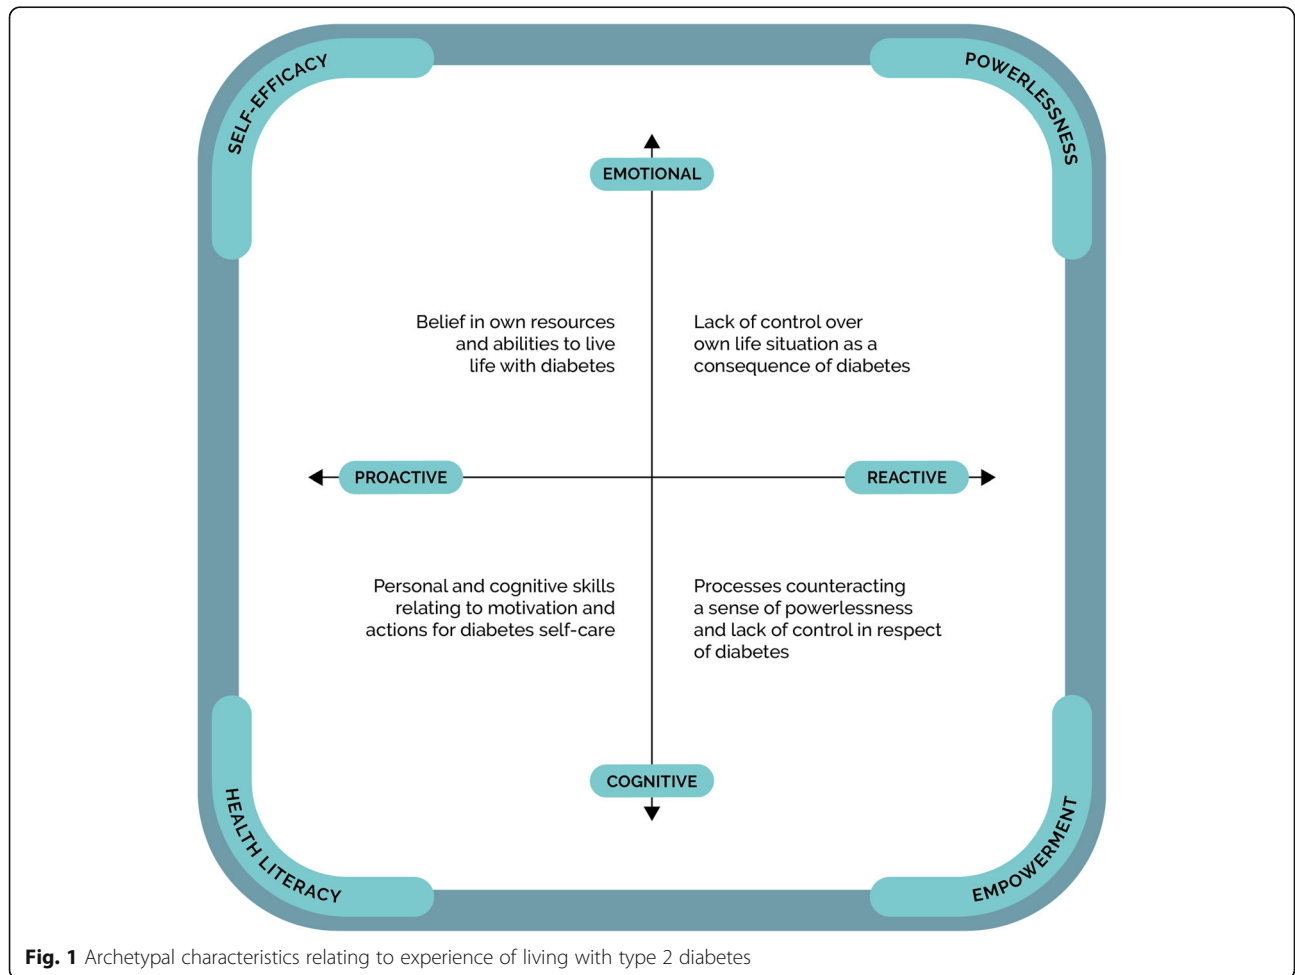 SELF-EFFICACY
POWERLESSNESS
EMOTIONAL
Belief in own resources
and abilities to live
life with diabetes
Lack of control over
own life situation as a
consequence of diabetes
PROACTIVE
REACTIVE
Personal and cognitive skills
relating to motivation and
actions for diabetes self-care
Processes counteracting
a sense of powerlessness
and lack of control in respect
of diabetes
COGNITIVE
HEALTH LITERACY
EMPOWERMENT
Fig. 1 Archetypal characteristics relating to experience of living with type 2 diabetes